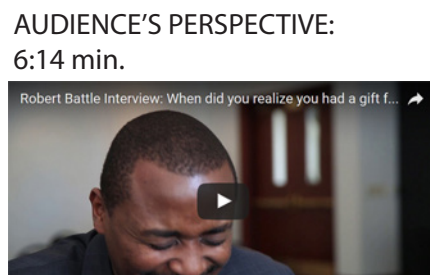 AUDIENCE’S PERSPECTIVE:
6:14 min.
Robert Battle Interview: When did you realize you had a gift f...